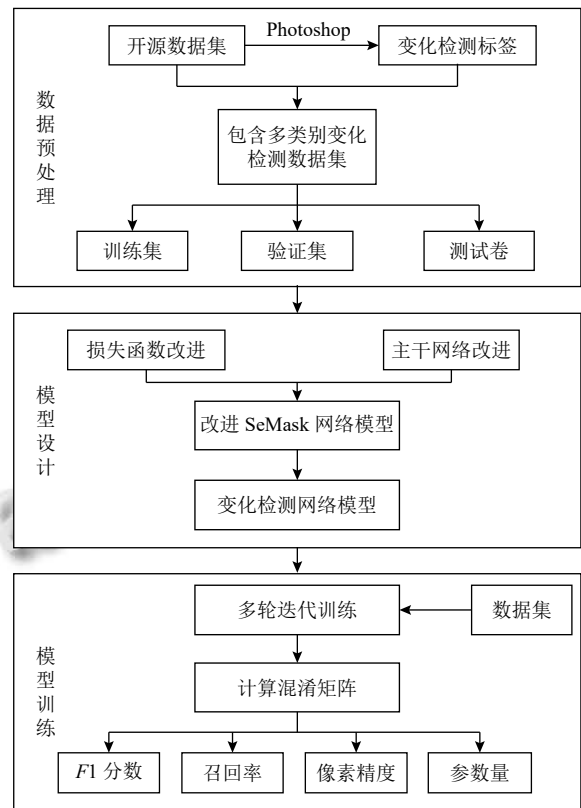 数据预处理
开源数据集
Photoshop
变化检测标签
包含多类别变化
检测数据集
训练集
验证集
测试卷
模型设计
损失函数改进
主干网络改进
改进 SeMask 网络模型
变化检测网络模型
模型训练
多轮迭代训练
数据集
计算混淆矩阵
F1 分数
召回率
像素精度
参数量